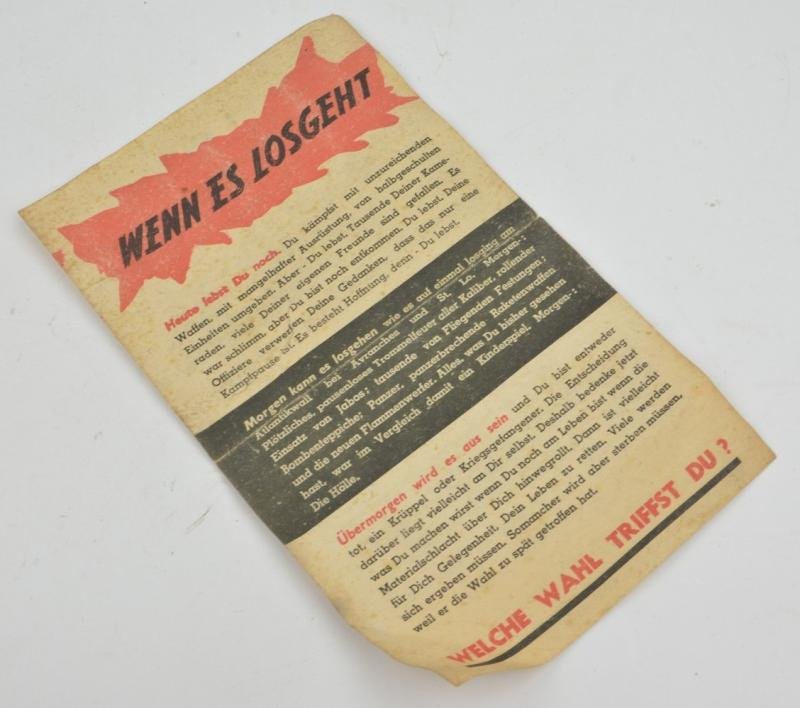 WENN ES LOSGEHT
Heute lebst Du noch. Du kämpfst mit unzureichenden
Waffen, mit mangelhafter Ausrüstung, von halbgeschulten
Einheiten umgeben. Aber - Du lebst. Tausende Deiner Kame-
raden, viele Deiner eigenen Freunde sind gefallen. Es
war schlimm, aber Du bist noch entkommen. Du lebst. Deine
Offiziere verwerfen Deine Gedanken, dass das nur eine
Kampfpause ist. Es besteht Hoffnung, denn - Du lebst.
Morgen kann es losgehen wie es auf einmal losging am
Atlantikwall bei Avranches und St. Lo. Morgen-:
Plötzliches, pausenloses Trommelfeuer aller Kaliber, rollender
Einsatz von Jabos; tausende von Fliegenden Festungen;
Bombenteppiche; Panzer, panzerbrechende Raketenwaffen
und die neuen Flammenwerfer. Alles, was Du bisher gesehen
hast, war im Vergleich damit ein Kinderspiel. Morgen-:
Die Hölle.
Übermorgen wird es aus sein und Du bist entweder
tot, ein Krüppel oder Kriegsgefangener. Die Entscheidung
darüber liegt vielleicht an Dir selbst. Deshalb bedenke jetzt
was Du machen wirst wenn Du noch am Leben bist wenn die
Materialschlacht über Dich hinwegrollt. Dann ist vielleicht
für Dich Gelegenheit, Dein Leben zu retten. Viele werden
sich ergeben müssen. Somancher wird aber sterben müssen,
weil er die Wahl zu spät getroffen hat.
WELCHE WAHL TRIFFST DU ?